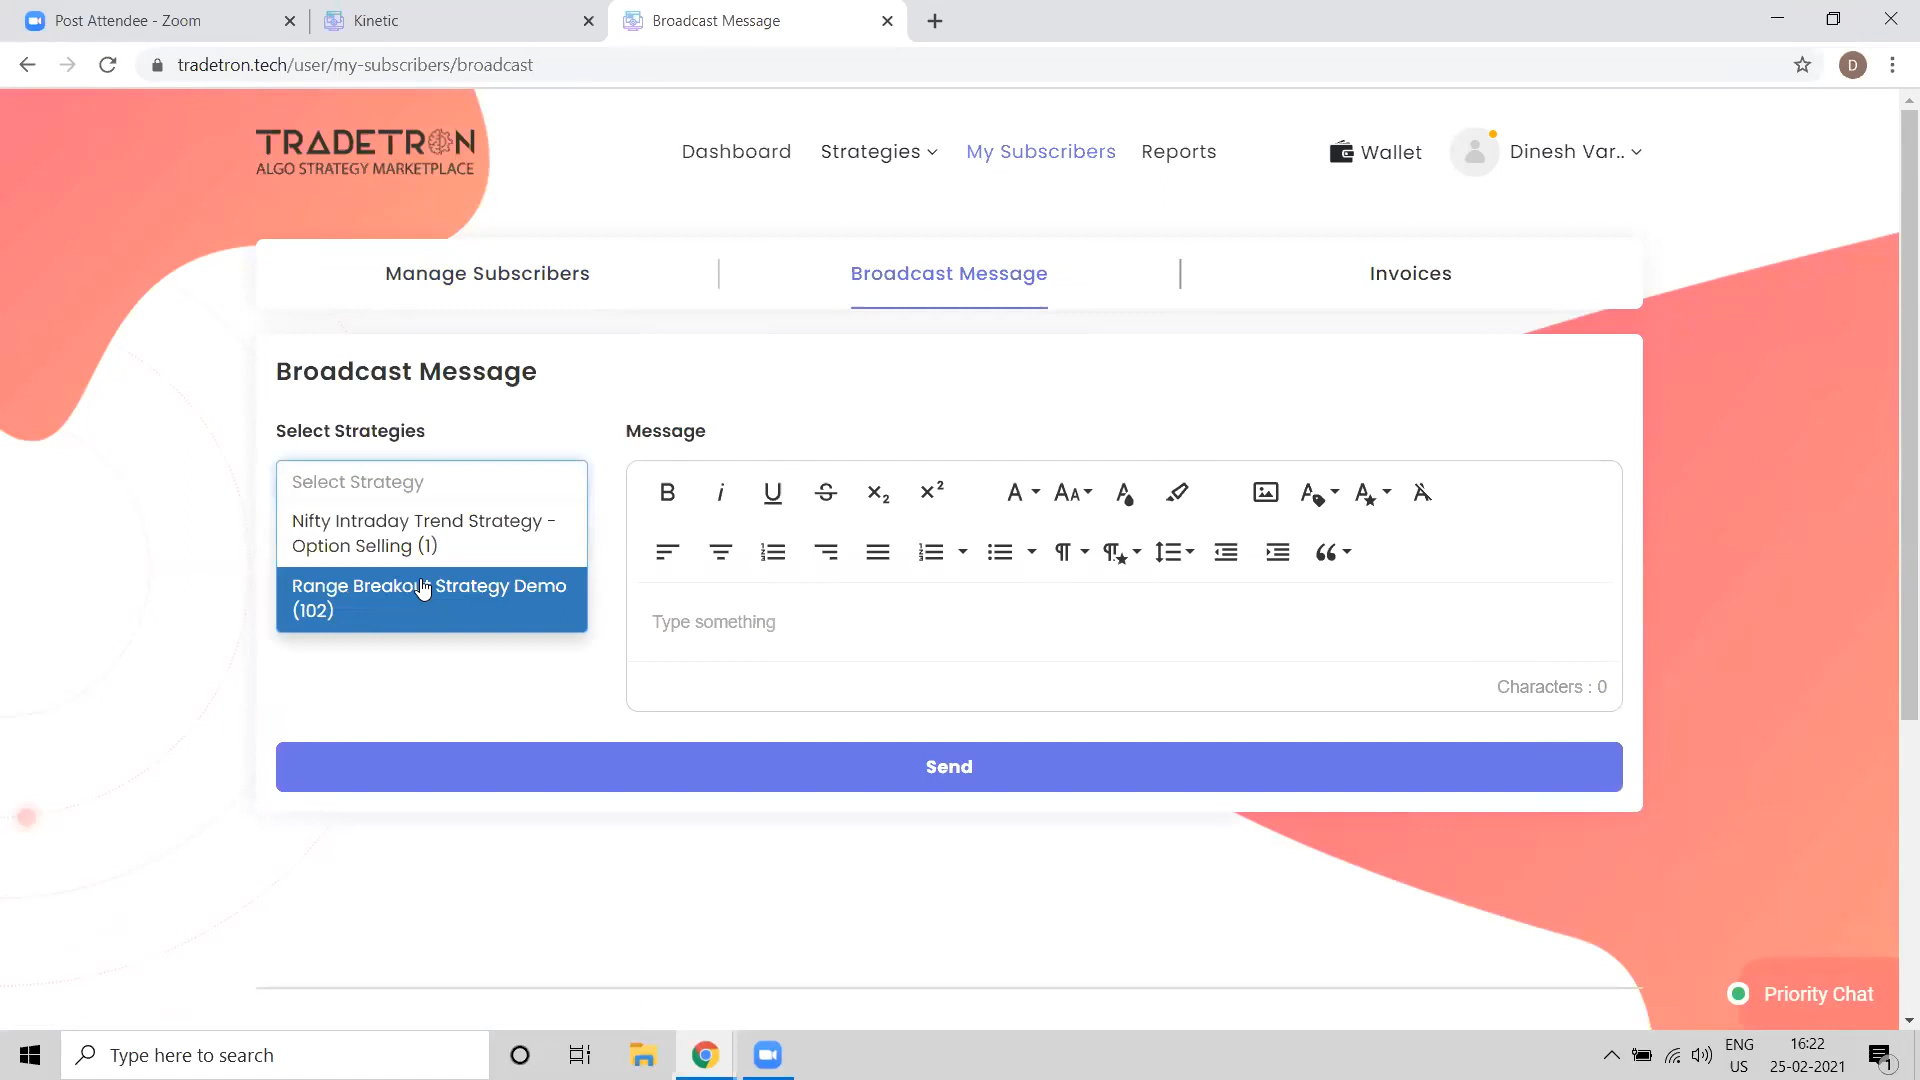 Post Attendee - Zoom
Kinetic
Broadcast Message
tradetron.tech/user/my-subscribers/broadcast
D
TRADETRON
ALGO STRATEGY MARKETPLACE
Dashboard
Strategies
My Subscribers
Reports
Wallet
Dinesh Var..
Manage Subscribers
Broadcast Message
Invoices
Broadcast Message
Select Strategies
Message
Select Strategy
Nifty Intraday Trend Strategy -
Option Selling (1)
Range Breakout Strategy Demo
(102)
Type something
Characters : 0
Send
Priority Chat
Type here to search
ENG
US
16:22
25-02-2021
1